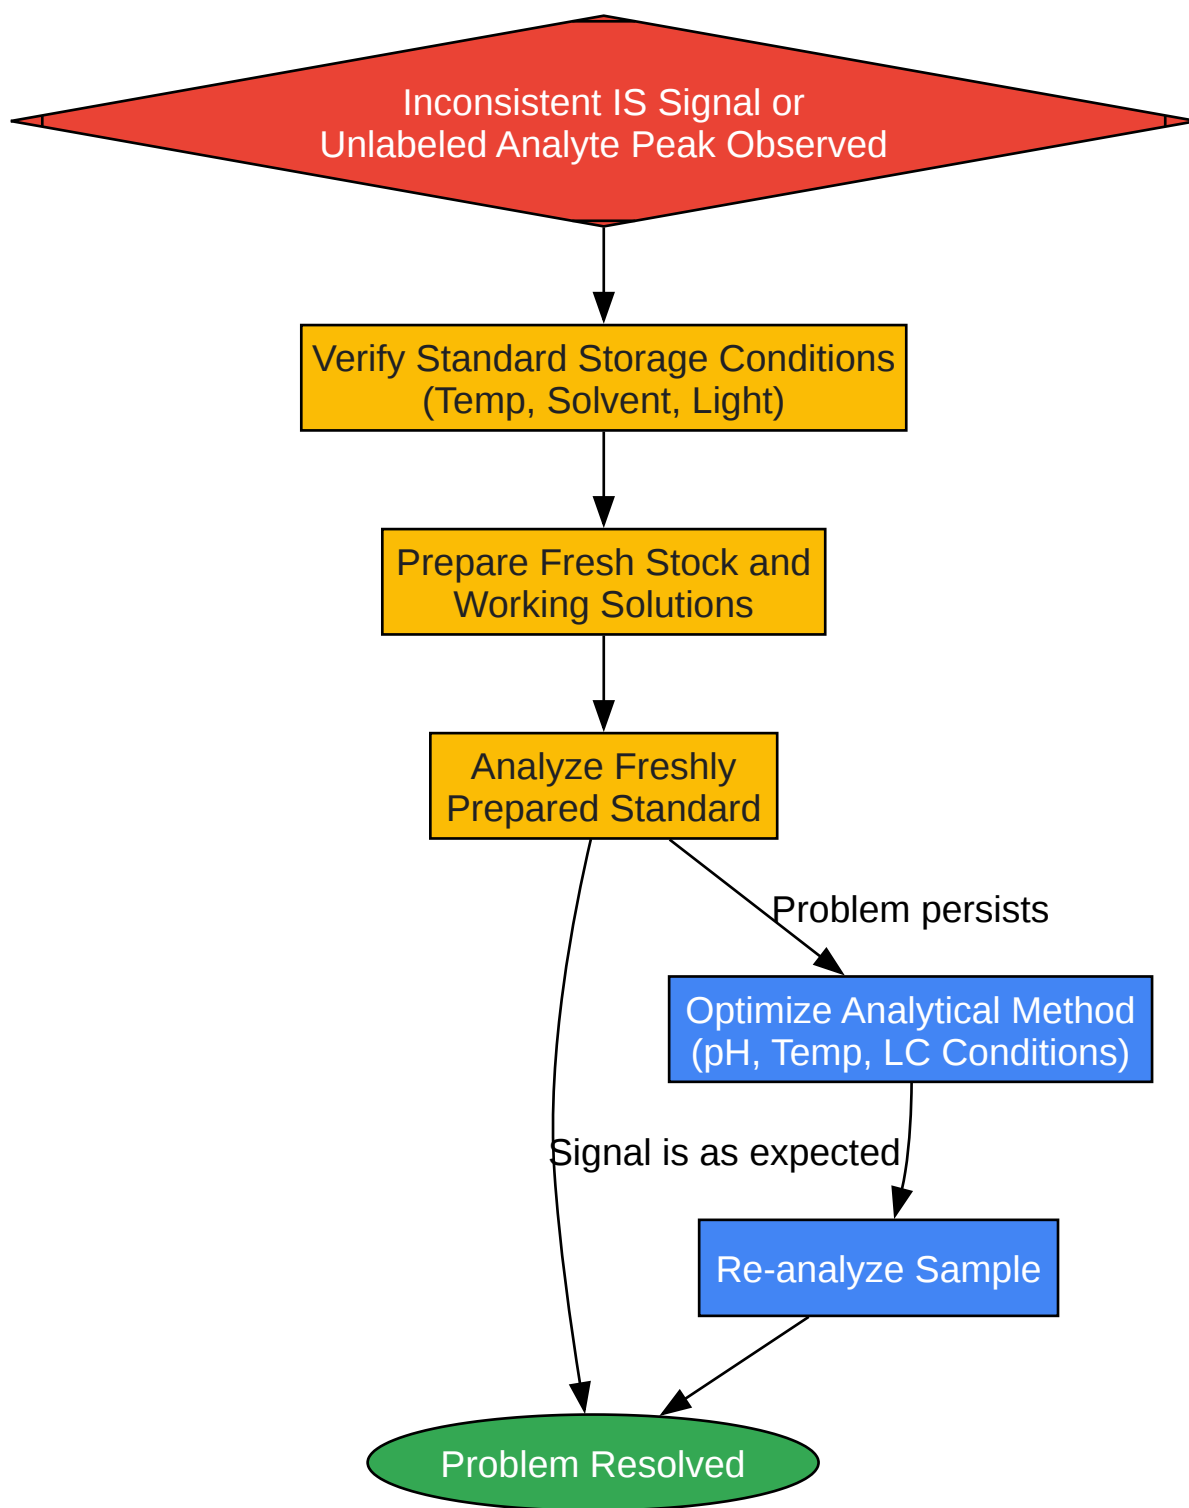 Inconsistent IS Signal or
Unlabeled Analyte Peak Observed
Verify Standard Storage Conditions
(Temp, Solvent, Light)
Prepare Fresh Stock and
Working Solutions
Analyze Freshly
Prepared Standard
Problem persists
Optimize Analytical Method
(pH, Temp, LC Conditions)
Signal is as expected
Re-analyze Sample
Problem Resolved